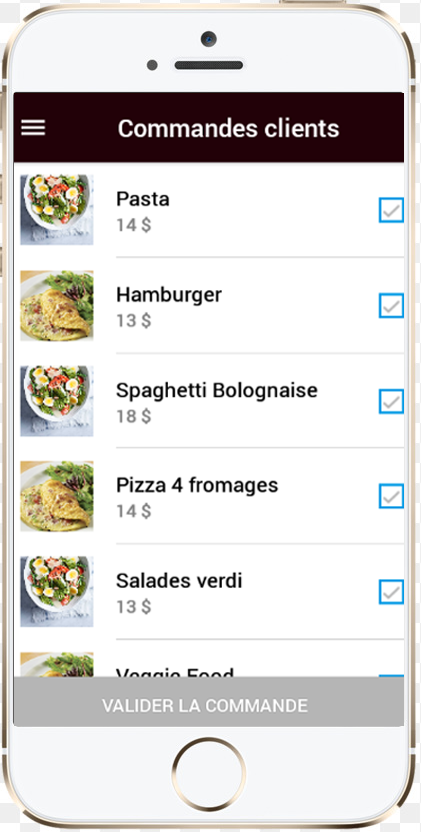 Commandes clients
Pasta
14 $
Hamburger
13 $
Spaghetti Bolognaise
18 $
Pizza 4 fromages
14 $
Salades verdi
13 $
Veggie Food
VALIDER LA COMMANDE